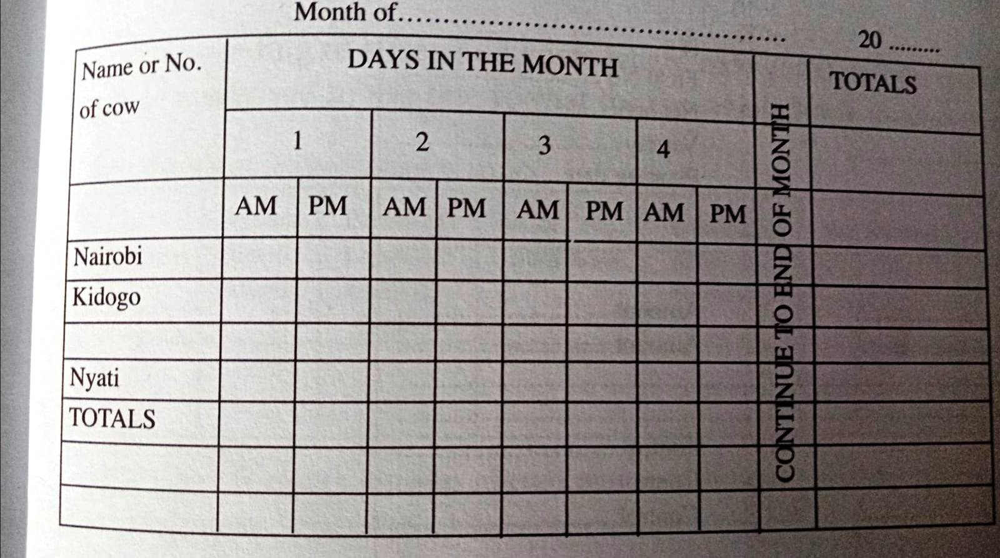 Month of............................................. 20 .........
Name or No. of cow
DAYS IN THE MONTH
CONTINUE TO END OF MONTH
TOTALS
1 2 3 4
AM PM AM PM AM PM AM PM
Nairobi
Kidogo
Nyati
TOTALS